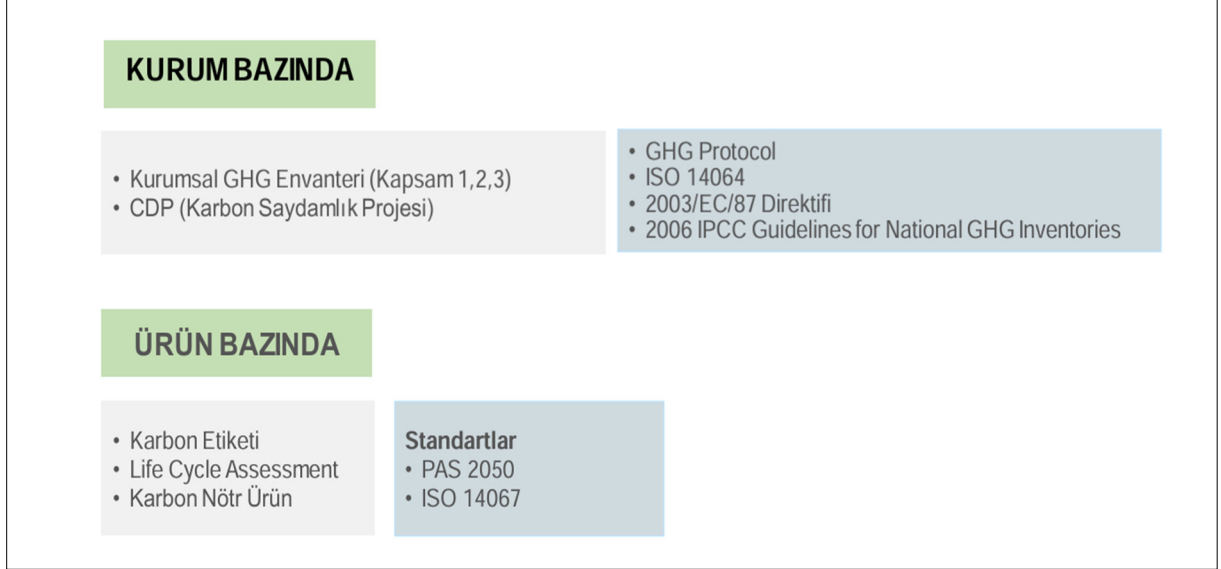 KURUM BAZINDA
• Kurumsal GHG Envanteri (Kapsam 1,2,3)
• CDP (Karbon Saydamlık Projesi)
• GHG Protocol
• ISO 14064
• 2003/EC/87 Direktifi
• 2006 IPCC Guidelines for National GHG Inventories
ÜRÜN BAZINDA
• Karbon Etiketi
• Life Cycle Assessment
• Karbon Nötr Ürün
Standartlar
• PAS 2050
• ISO 14067